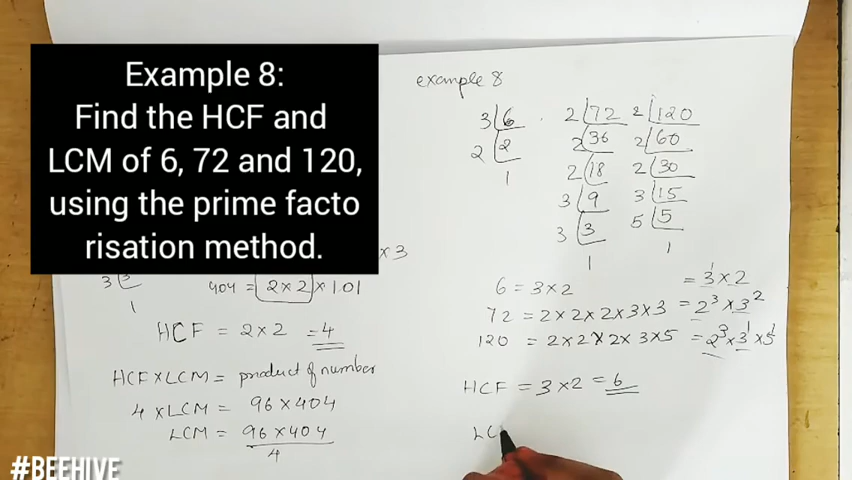 Example 8:
Find the HCF and
LCM of 6, 72 and 120,
using the prime facto
risation method.
×3
3
404 = 2×2 × 101
1
HCF = 2×2 = 4
HCF×LCM = product of number
4 × LCM = 96×404
LCM = 96×404
4
#BEEHIVE
example 8
3 6
2 2
1
2 72
2 36
2 18
3 9
3 3
1
2 120
2 60
2 30
3 15
5 5
1
6 = 3×2 = 3¹×2
72 = 2×2×2×3×3 = 2³×3²
120 = 2×2×2×3×5 = 2³×3¹×5¹
HCF = 3×2 = 6
LC